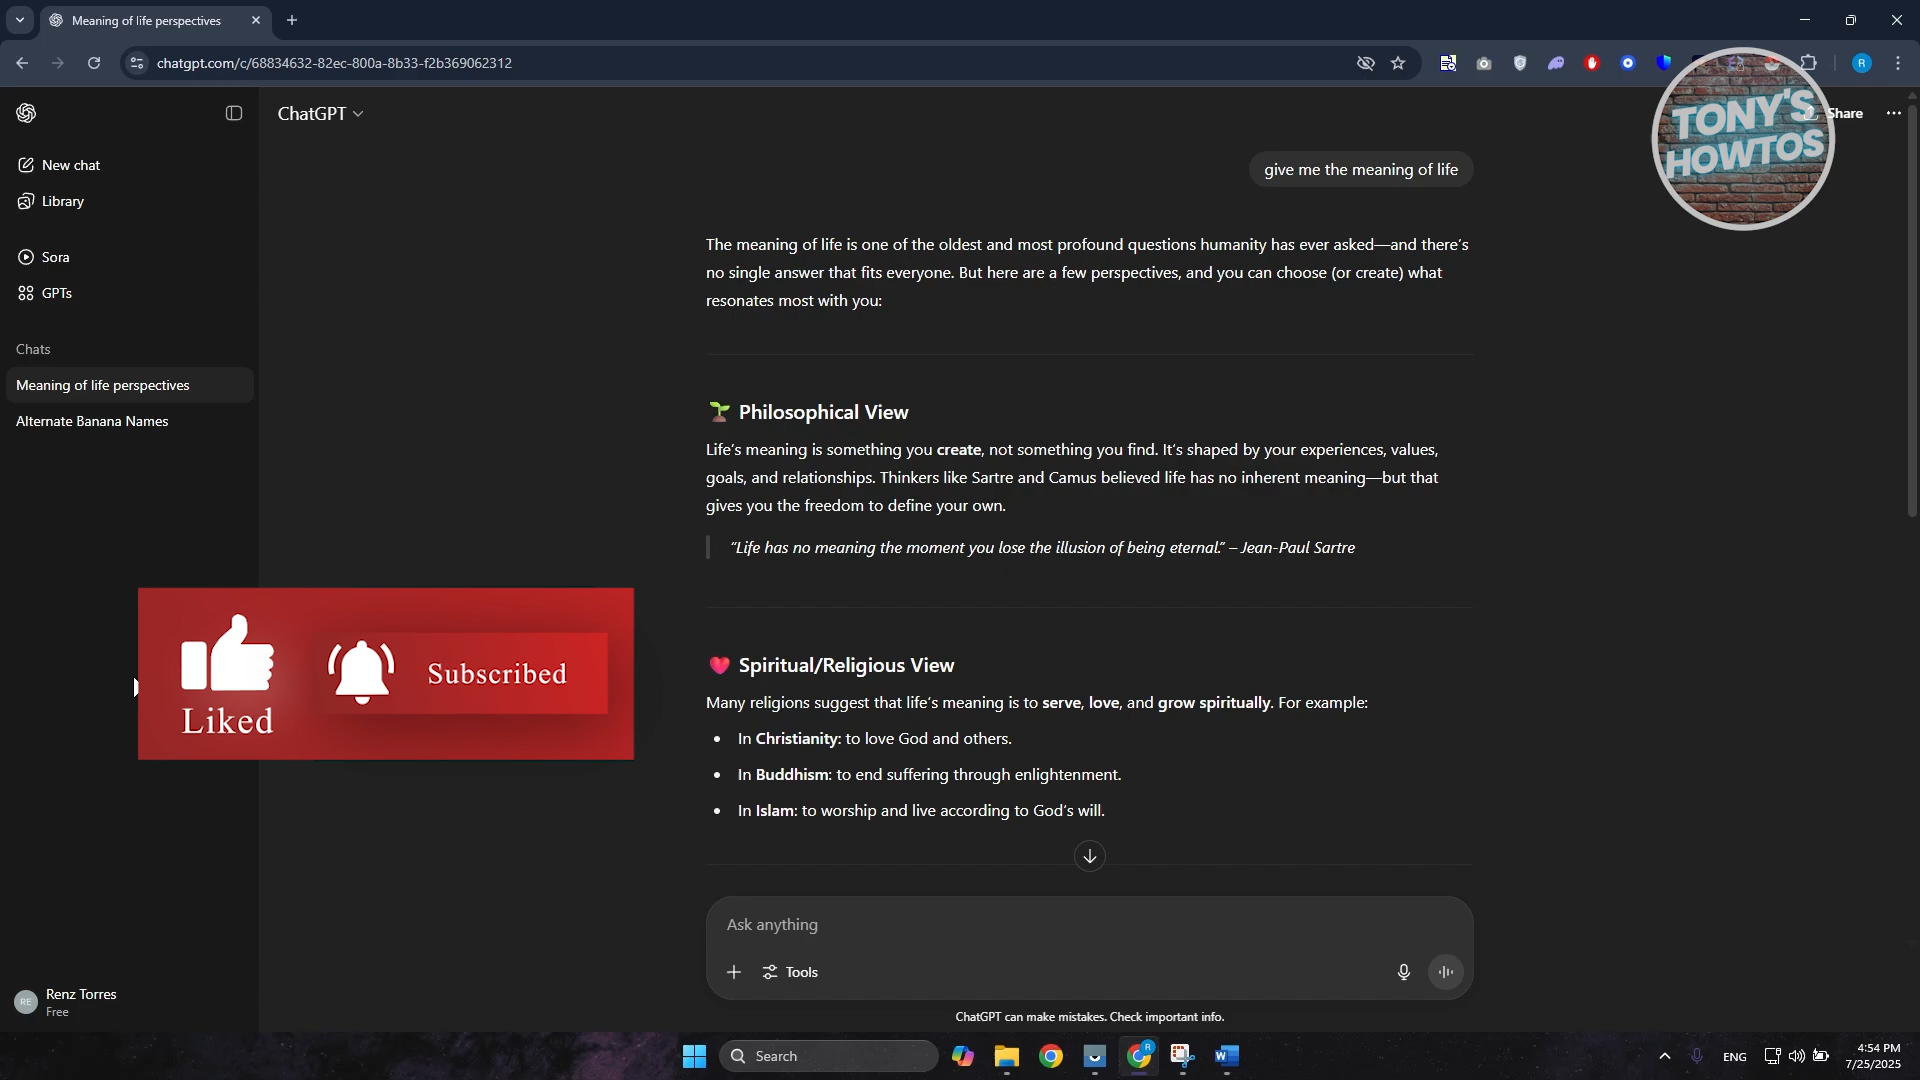 Meaning of life perspectives
chatgpt.com/c/68834632-82ec-800a-8b33-f2b369062312
R
TONY'S
HOWTOS
ChatGPT
Share
New chat
Library
Sora
GPTs
Chats
Meaning of life perspectives
Alternate Banana Names
give me the meaning of life
The meaning of life is one of the oldest and most profound questions humanity has ever asked—and there's
no single answer that fits everyone. But here are a few perspectives, and you can choose (or create) what
resonates most with you:
Philosophical View
Life's meaning is something you create, not something you find. It's shaped by your experiences, values,
goals, and relationships. Thinkers like Sartre and Camus believed life has no inherent meaning—but that
gives you the freedom to define your own.
"Life has no meaning the moment you lose the illusion of being eternal." – Jean-Paul Sartre
Spiritual/Religious View
Many religions suggest that life's meaning is to serve, love, and grow spiritually. For example:
• In Christianity: to love God and others.
• In Buddhism: to end suffering through enlightenment.
• In Islam: to worship and live according to God's will.
Liked
Subscribed
Ask anything
Tools
ChatGPT can make mistakes. Check important info.
RE
Renz Torres
Free
Search
R
W
ENG
4:54 PM
7/25/2025